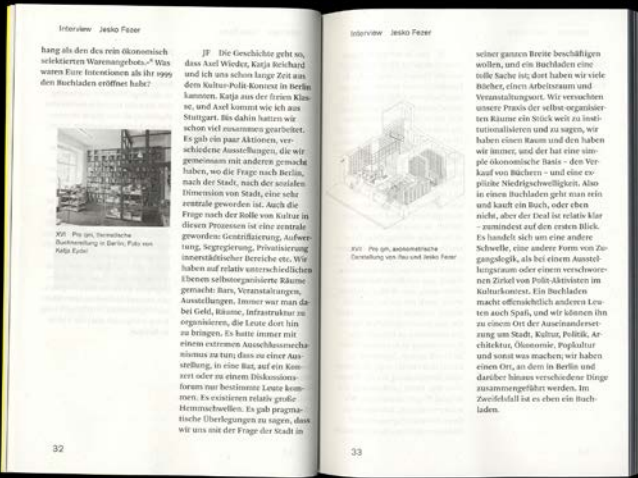 Interview Jesko Fezer
hang als den des rein ökonomisch
selektierten Warenangebots.»⁸ Was
waren Eure Intentionen als ihr 1999
den Buchladen eröffnet habt?
XVI Pro qm, thematische
Buchhandlung in Berlin, Foto von
Katja Eydel
32
JF Die Geschichte geht so,
dass Axel Wieder, Katja Reichard
und ich uns schon lange Zeit aus
dem Kultur-Polit-Kontext in Berlin
kannten. Katja aus der freien Klas-
se, und Axel kommt wie ich aus
Stuttgart. Bis dahin hatten wir
schon viel zusammen gearbeitet.
Es gab ein paar Aktionen, ver-
schiedene Ausstellungen, die wir
gemeinsam mit anderen gemacht
haben, wo die Frage nach Berlin,
nach der Stadt, nach der sozialen
Dimension von Stadt, eine sehr
zentrale geworden ist. Auch die
Frage nach der Rolle von Kultur in
diesen Prozessen ist eine zentrale
geworden: Gentrifizierung, Aufwer-
tung, Segregierung, Privatisierung
innerstädtischer Bereiche etc. Wir
haben auf relativ unterschiedlichen
Ebenen selbstorganisierte Räume
gemacht: Bars, Veranstaltungen,
Ausstellungen. Immer war man da-
bei Geld, Räume, Infrastruktur zu
organisieren, die Leute dort hin
zu bringen. Es hatte immer mit
einem extremen Ausschlussmecha-
nismus zu tun; dass zu einer Aus-
stellung, in eine Bar, auf ein Kon-
zert oder zu einem Diskussions-
forum nur bestimmte Leute kom-
men. Es existieren relativ große
Hemmschwellen. Es gab pragma-
tische Überlegungen zu sagen, dass
wir uns mit der Frage der Stadt in
Interview Jesko Fezer
XVII Pro qm, axonometrische
Darstellung von ifau und Jesko Fezer
33
seiner ganzen Breite beschäftigen
wollen, und ein Buchladen eine
tolle Sache ist; dort haben wir viele
Bücher, einen Arbeitsraum und
Veranstaltungsort. Wir versuchten
unsere Praxis der selbst-organisier-
ten Räume ein Stück weit zu insti-
tutionalisieren und zu sagen, wir
haben einen Raum und den haben
wir immer, und der hat eine sim-
ple ökonomische Basis – den Ver-
kauf von Büchern – und eine ex-
plizite Niedrigschwelligkeit. Also
in einen Buchladen geht man rein
und kauft ein Buch, oder eben
nicht, aber der Deal ist relativ klar
– zumindest auf den ersten Blick.
Es handelt sich um eine andere
Schwelle, eine andere Form von Zu-
gangslogik, als bei einem Ausstel-
lungsraum oder einem verschwore-
nen Zirkel von Polit-Aktivisten im
Kulturkontext. Ein Buchladen
macht offensichtlich anderen Leu-
ten auch Spaß, und wir können ihn
zu einem Ort der Auseinanderset-
zung um Stadt, Kultur, Politik, Ar-
chitektur, Ökonomie, Popkultur
und sonst was machen; wir haben
einen Ort, an dem in Berlin und
darüber hinaus verschiedene Dinge
zusammengeführt werden. Im
Zweifelsfall ist es eben ein Buch-
laden.